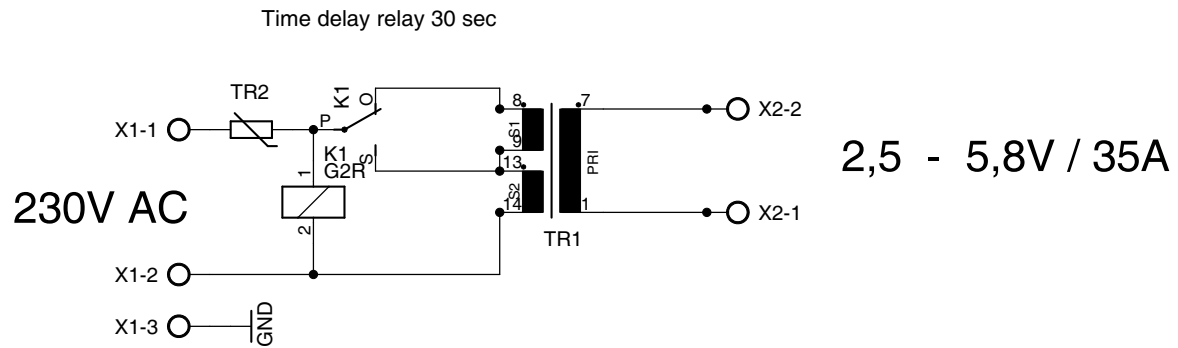 Time delay relay 30 sec
TR2
K1
O
8
7
X2-2
X1-1
P
S1
K1
S
9
G2R
13
PRI
2,5 - 5,8V / 35A
1
S2
230V AC
14
1
X2-1
2
TR1
X1-2
X1-3
GND